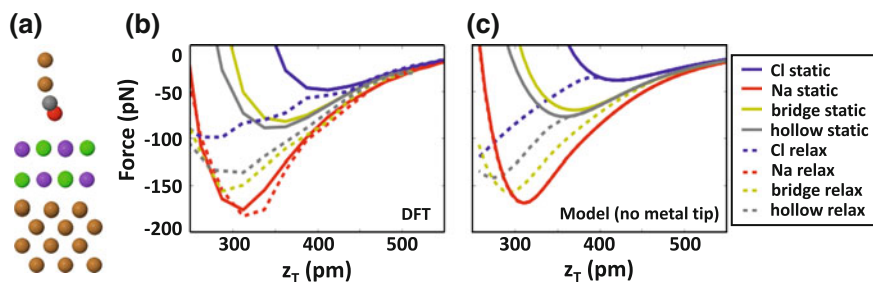 (a)
(b)
(c)
Force (pN)
0
-50
-100
-150
-200
300
400
500
z_T (pm)
DFT
300
400
500
z_T (pm)
Model (no metal tip)
Cl static
Na static
bridge static
hollow static
Cl relax
Na relax
bridge relax
hollow relax